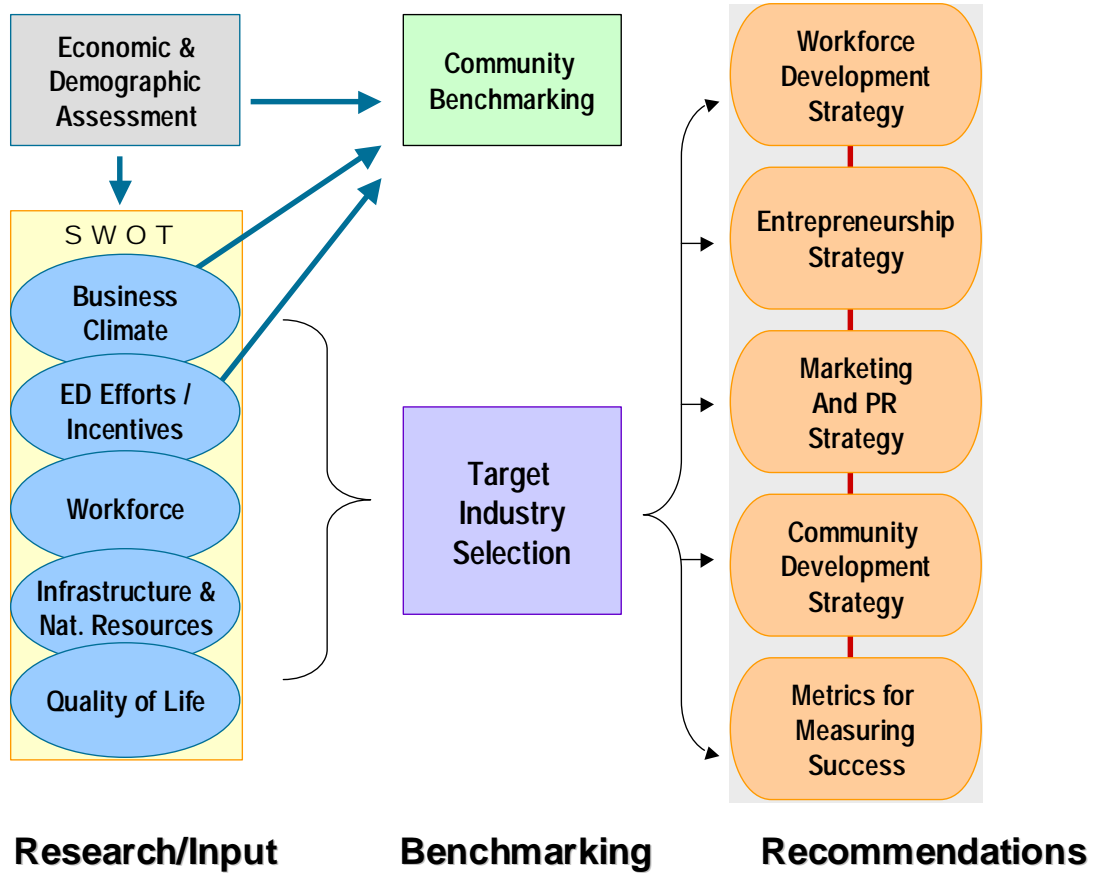 Economic &
Demographic
Assessment
S W O T
Business
Climate
ED Efforts /
Incentives
Workforce
Infrastructure &
Nat. Resources
Quality of Life
Research/Input
Community
Benchmarking
Target
Industry
Selection
Benchmarking
Workforce
Development
Strategy
Entrepreneurship
Strategy
Marketing
And PR
Strategy
Community
Development
Strategy
Metrics for
Measuring
Success
Recommendations